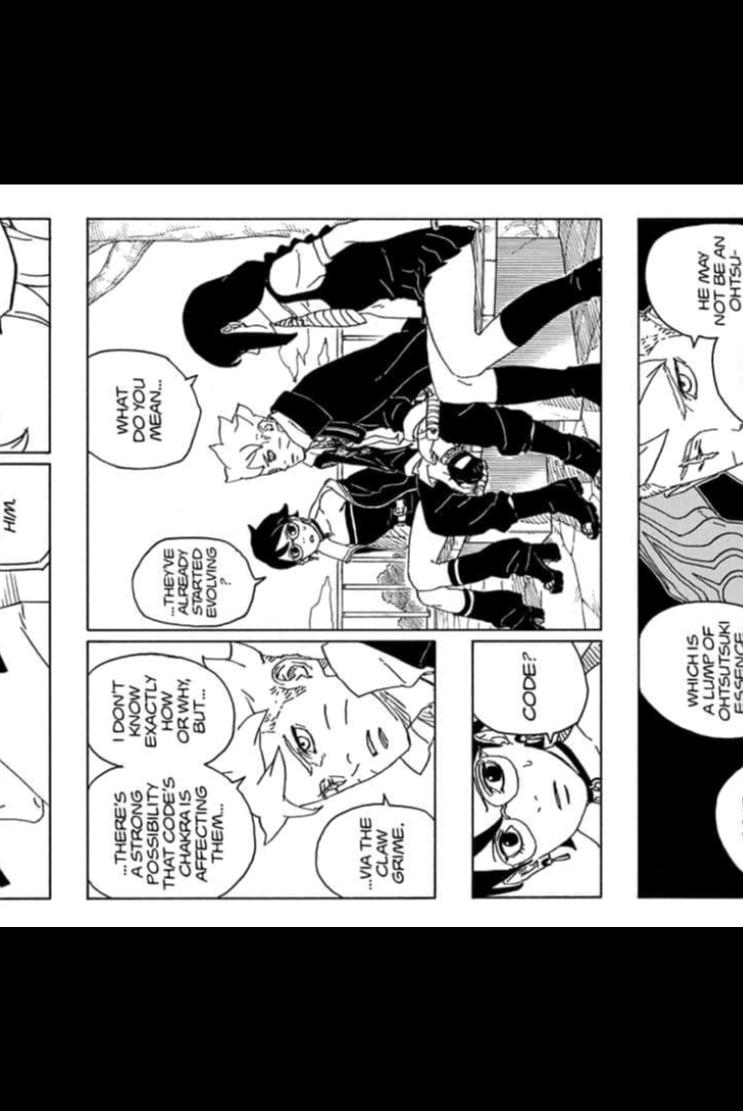 HIM.
WHAT
DO YOU
MEAN...
...THEY'VE
ALREADY
STARTED
EVOLVING
?
I DON'T
KNOW
EXACTLY
HOW
OR WHY,
BUT...
...THERE'S
A STRONG
POSSIBILITY
THAT CODE'S
CHAKRA IS
AFFECTING
THEM...
...VIA THE
CLAW
GRIME.
CODE?
HE MAY
NOT BE AN
OHTSU-
WHICH IS
A LUMP OF
OHTSUTSUKI
ESSENCE